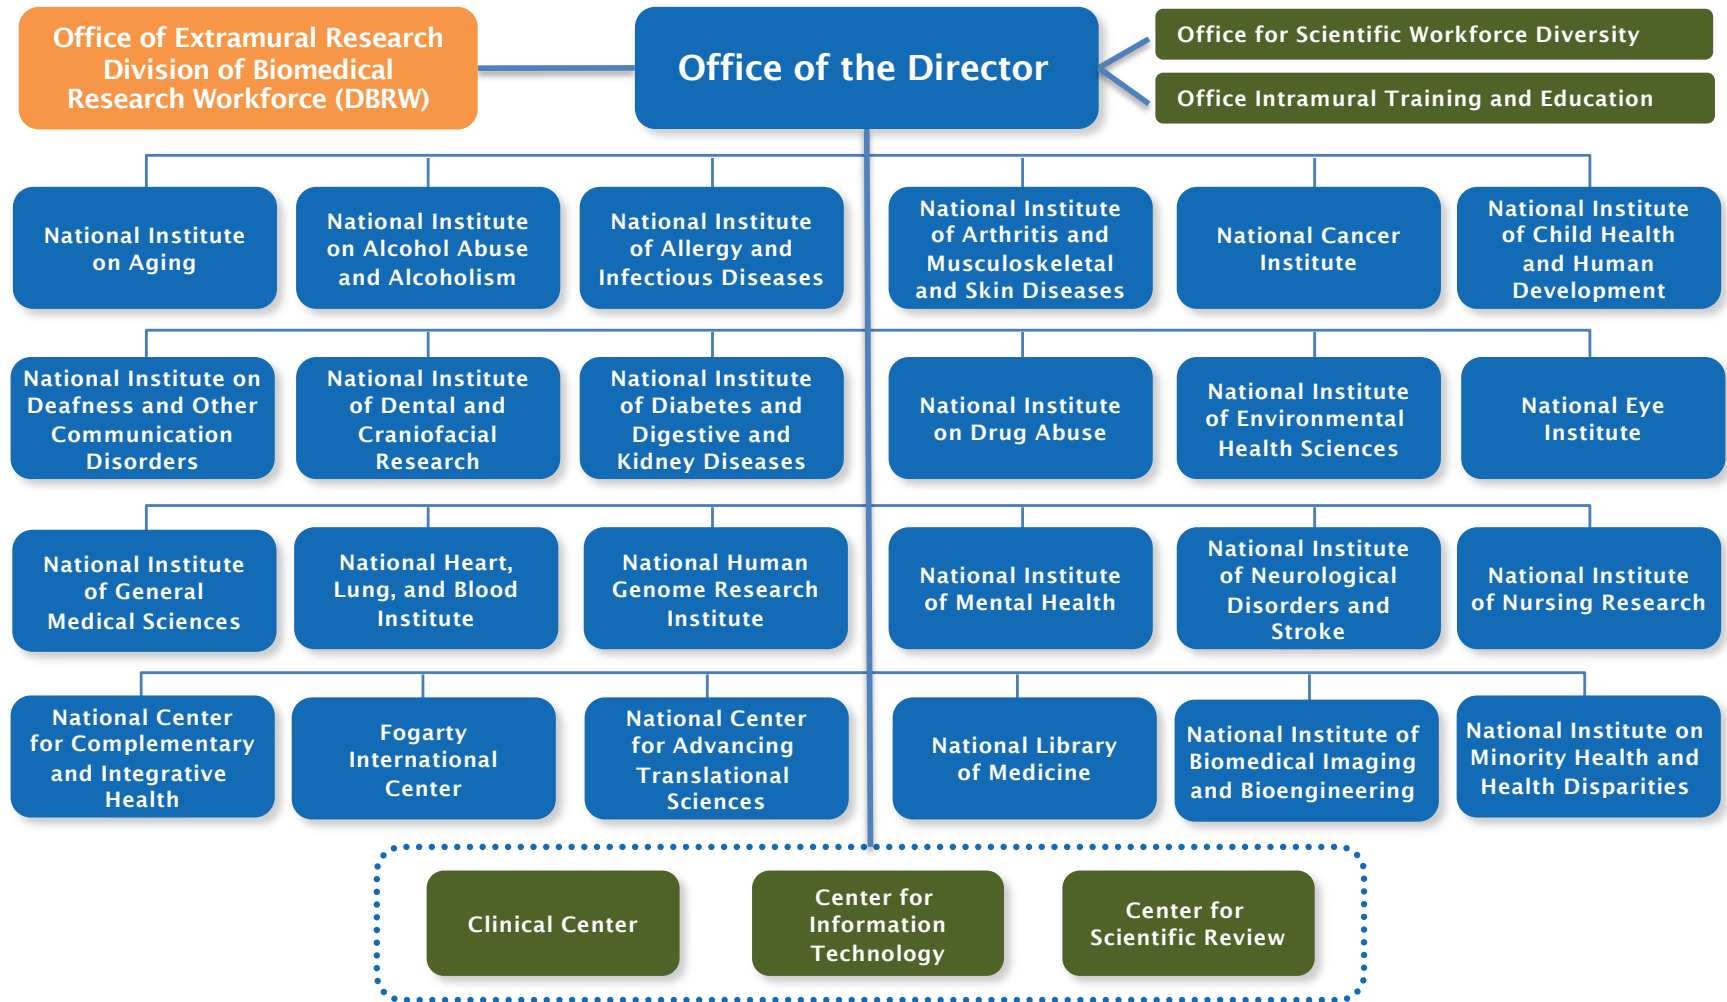 Office of Extramural Research
Division of Biomedical
Research Workforce (DBRW)
Office of the Director
Office for Scientific Workforce Diversity
Office Intramural Training and Education
National Institute
on Aging
National Institute
on Alcohol Abuse
and Alcoholism
National Institute
of Allergy and
Infectious Diseases
National Institute
of Arthritis and
Musculoskeletal
and Skin Diseases
National Cancer
Institute
National Institute
of Child Health
and Human
Development
National Institute on
Deafness and Other
Communication
Disorders
National Institute
of Dental and
Craniofacial
Research
National Institute
of Diabetes and
Digestive and
Kidney Diseases
National Institute
on Drug Abuse
National Institute
of Environmental
Health Sciences
National Eye
Institute
National Institute
of General
Medical Sciences
National Heart,
Lung, and Blood
Institute
National Human
Genome Research
Institute
National Institute
of Mental Health
National Institute
of Neurological
Disorders and
Stroke
National Institute
of Nursing Research
National Center
for Complementary
and Integrative
Health
Fogarty
International
Center
National Center
for Advancing
Translational
Sciences
National Library
of Medicine
National Institute of
Biomedical Imaging
and Bioengineering
National Institute on
Minority Health and
Health Disparities
Clinical Center
Center for
Information
Technology
Center for
Scientific Review